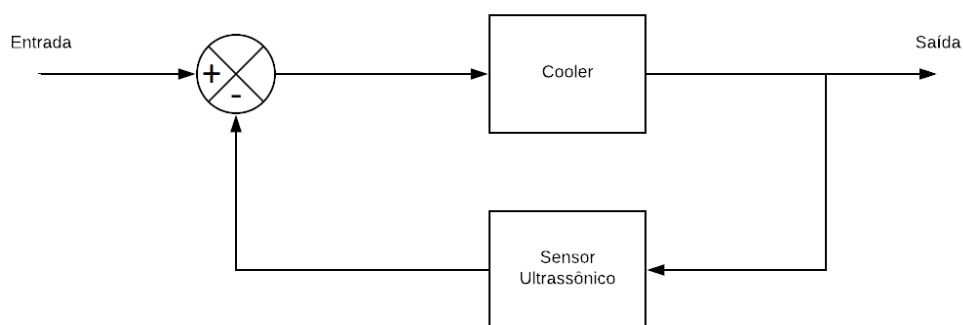 Entrada
Saída
Cooler
+
-
Sensor
Ultrassônico